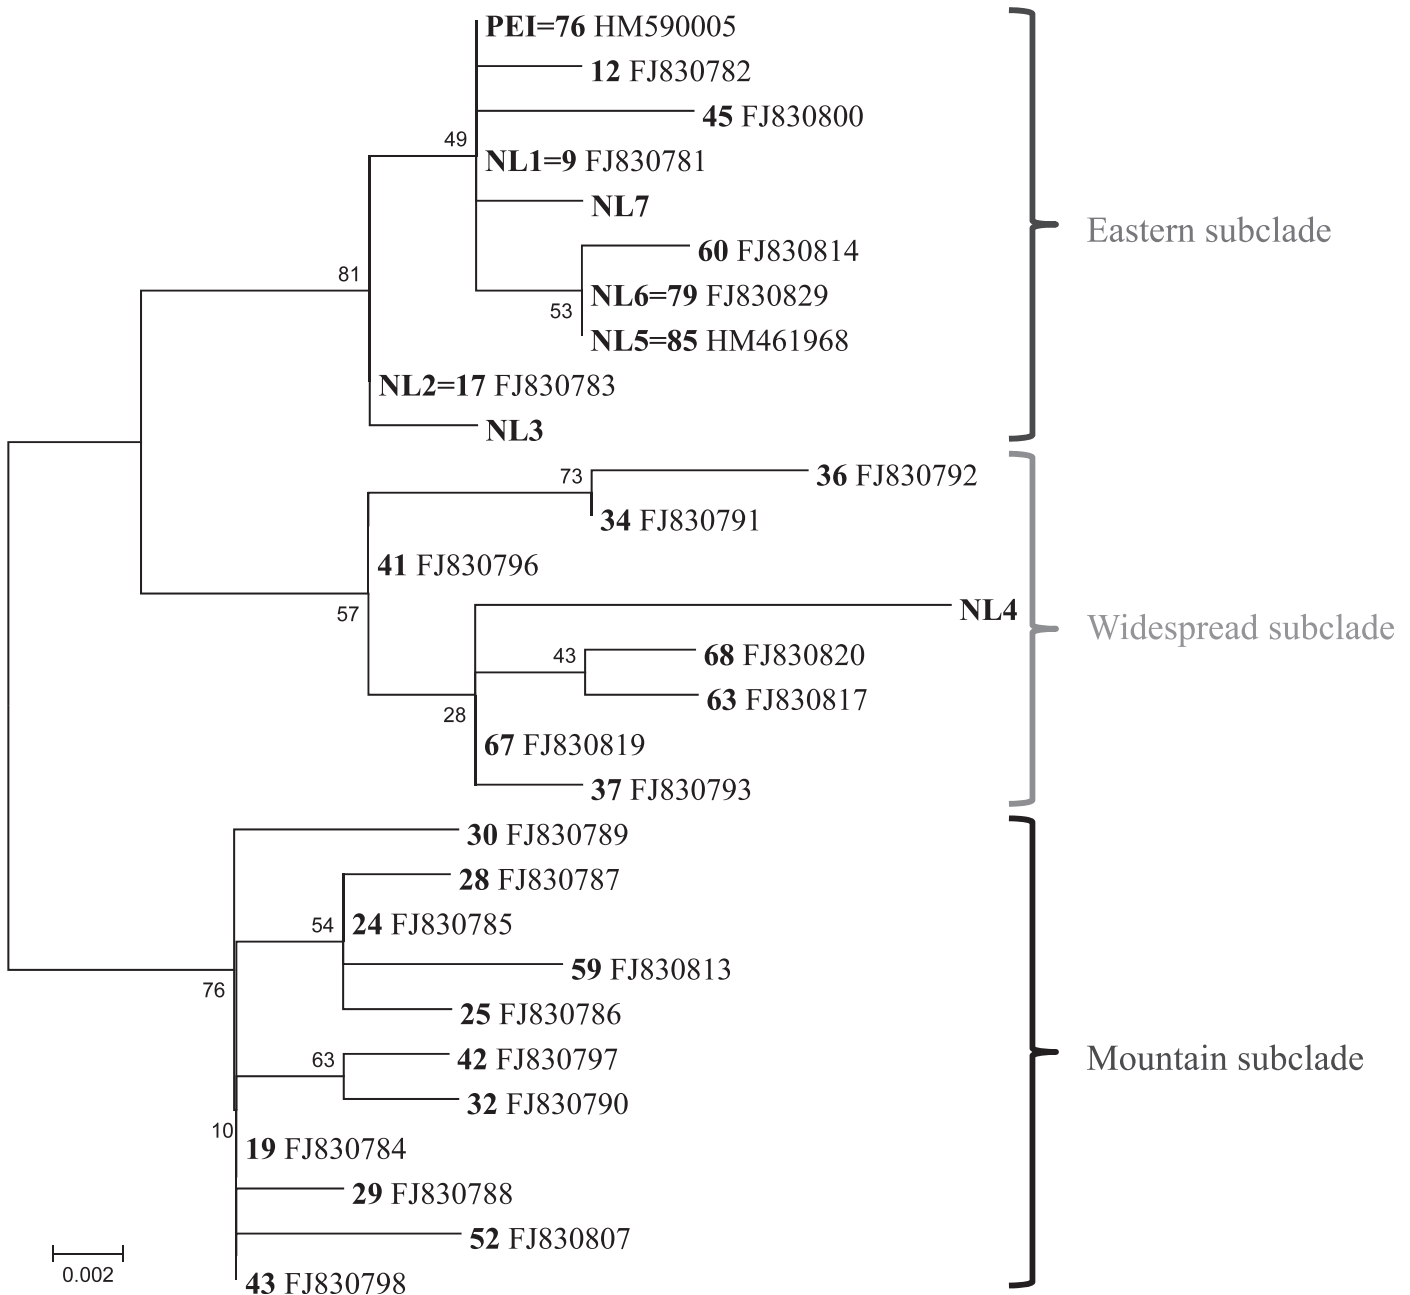 PEI=76 HM590005
12 FJ830782
45 FJ830800
49
NL1=9 FJ830781
NL7
Eastern subclade
60 FJ830814
81
NL6=79 FJ830829
53
NL5=85 HM461968
NL2=17 FJ830783
NL3
73
36 FJ830792
34 FJ830791
41 FJ830796
57
NL4
Widespread subclade
43
68 FJ830820
63 FJ830817
28
67 FJ830819
37 FJ830793
30 FJ830789
28 FJ830787
54
24 FJ830785
59 FJ830813
76
25 FJ830786
63
42 FJ830797
Mountain subclade
32 FJ830790
10
19 FJ830784
29 FJ830788
52 FJ830807
0.002
43 FJ830798